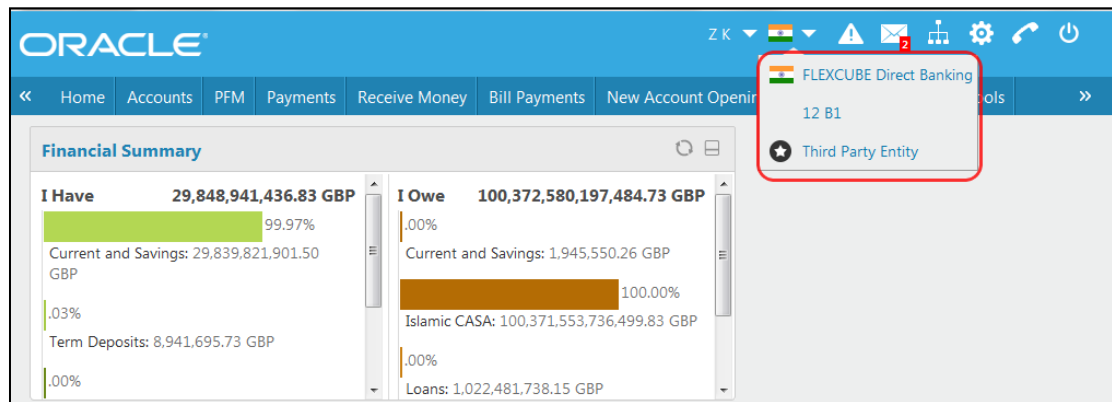 ORACLE
Z K
2
FLEXCUBE Direct Banking
12 B1
Third Party Entity
« Home Accounts PFM Payments Receive Money Bill Payments New Account »
Financial Summary
I Have 29,848,941,436.83 GBP
99.97%
Current and Savings: 29,839,821,901.50
GBP
.03%
Term Deposits: 8,941,695.73 GBP
.00%
I Owe 100,372,580,197,484.73 GBP
.00%
Current and Savings: 1,945,550.26 GBP
100.00%
Islamic CASA: 100,371,553,736,499.83 GBP
.00%
Loans: 1,022,481,738.15 GBP